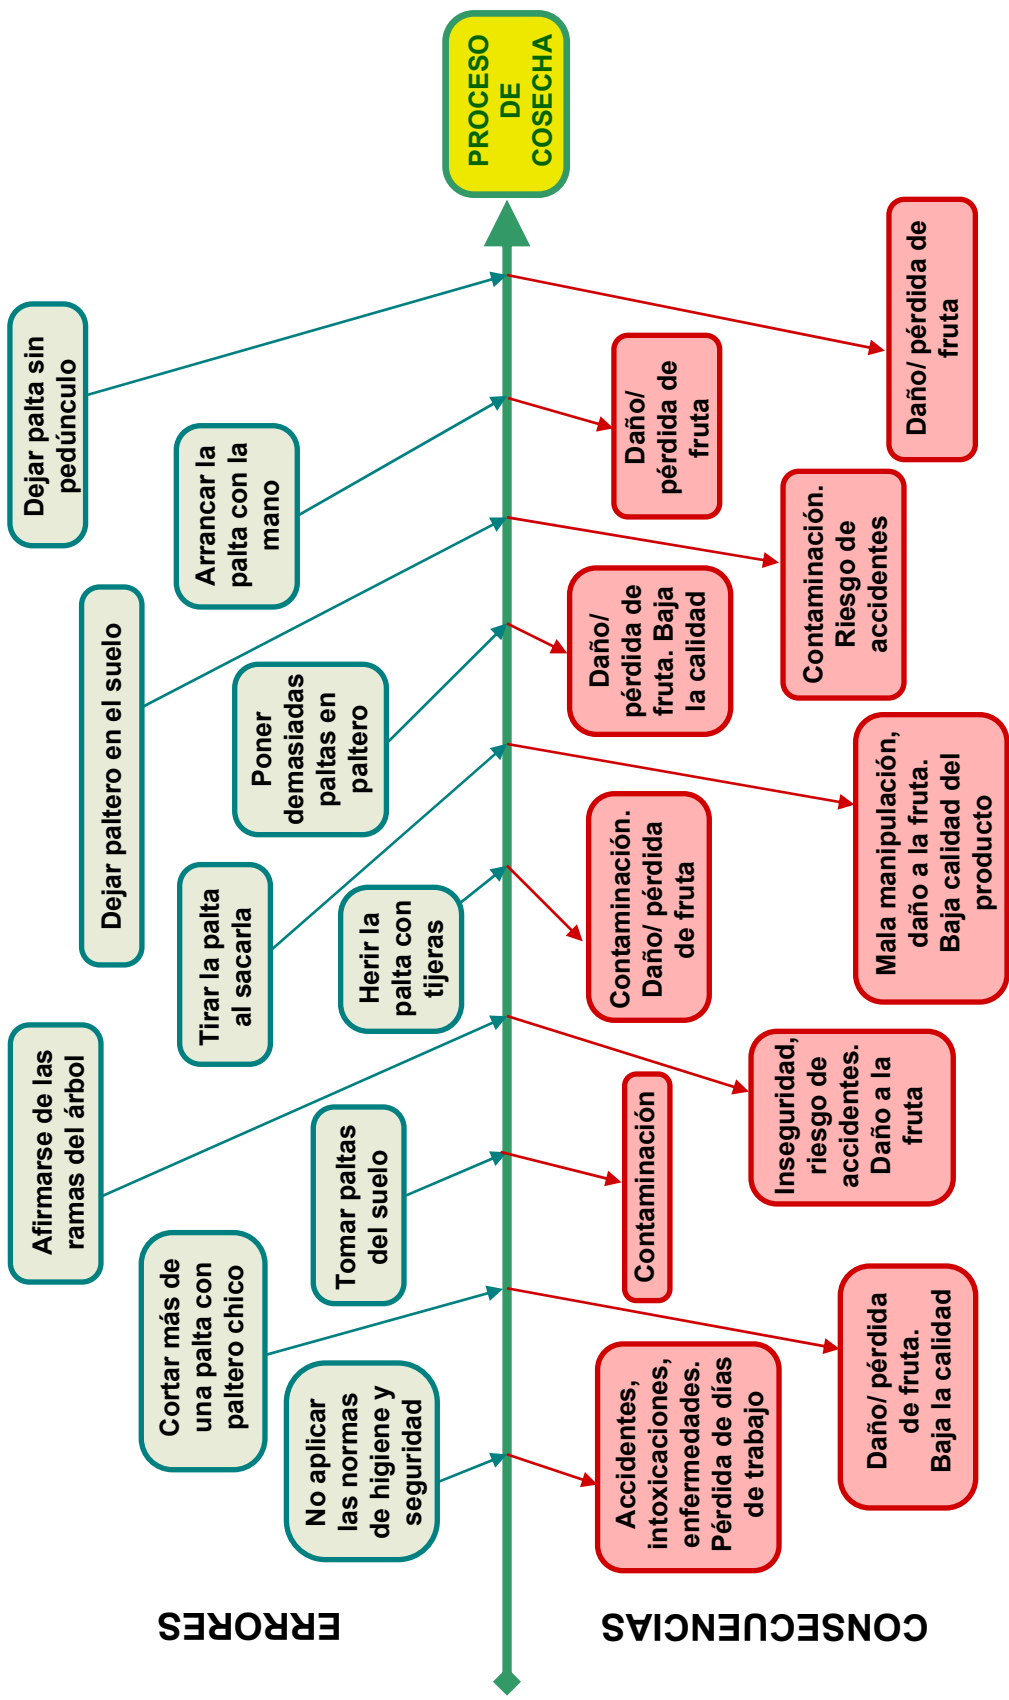 ERRORES
No aplicar
las normas
de higiene y
seguridad
Cortar más de
una palta con
paltero chico
Tomar paltas
del suelo
Afirmarse de las
ramas del árbol
Herir la
palta con
tijeras
Tirar la palta
al sacarla
Poner
demasiadas
paltas en
paltero
Dejar paltero en el suelo
Arrancar la
palta con la
mano
Dejar palta sin
pedúnculo
PROCESO
DE
COSECHA
CONSECUENCIAS
Accidentes,
intoxicaciones,
enfermedades.
Pérdida de días
de trabajo
Daño/ pérdida
de fruta.
Baja la calidad
Contaminación
Inseguridad,
riesgo de
accidentes.
Daño a la
fruta
Contaminación.
Daño/ pérdida
de fruta
Mala manipulación,
daño a la fruta.
Baja calidad del
producto
Daño/
pérdida de
fruta. Baja
la calidad
Contaminación.
Riesgo de
accidentes
Daño/
pérdida de
fruta
Daño/ pérdida de
fruta